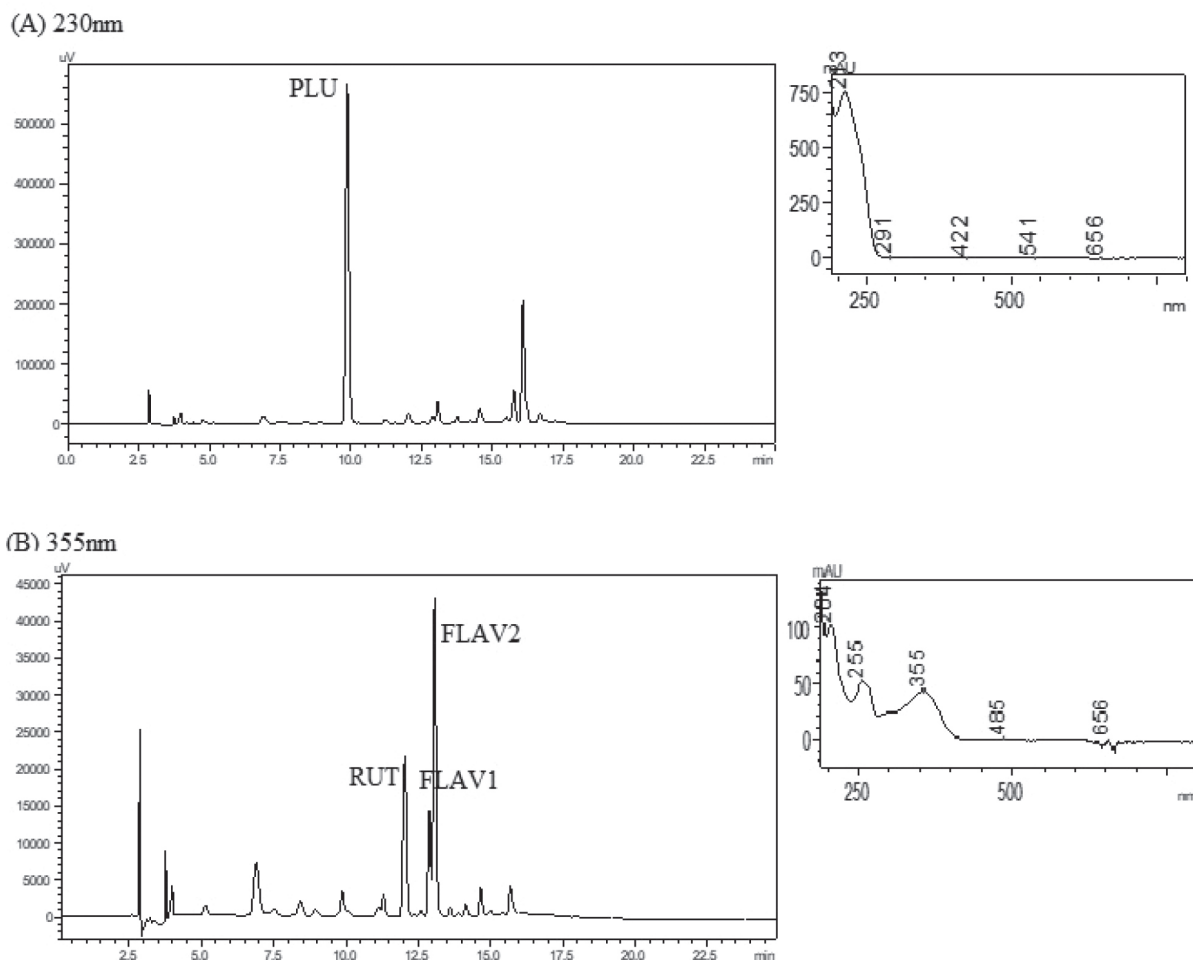 (A) 230nm
uV
PLU
500000
400000
300000
200000
100000
0
0.0 2.5 5.0 7.5 10.0 12.5 15.0 17.5 20.0 22.5 min
750
500
250
0
291 422 541 656
250 500 nm
(B) 355nm
uV
45000
40000
35000
30000
25000
20000
15000
10000
5000
0
FLAV2
RUT FLAV1
2.5 5.0 7.5 10.0 12.5 15.0 17.5 20.0 22.5 min
mAU
100
50
0
204 255 355 485 656
250 500 nm